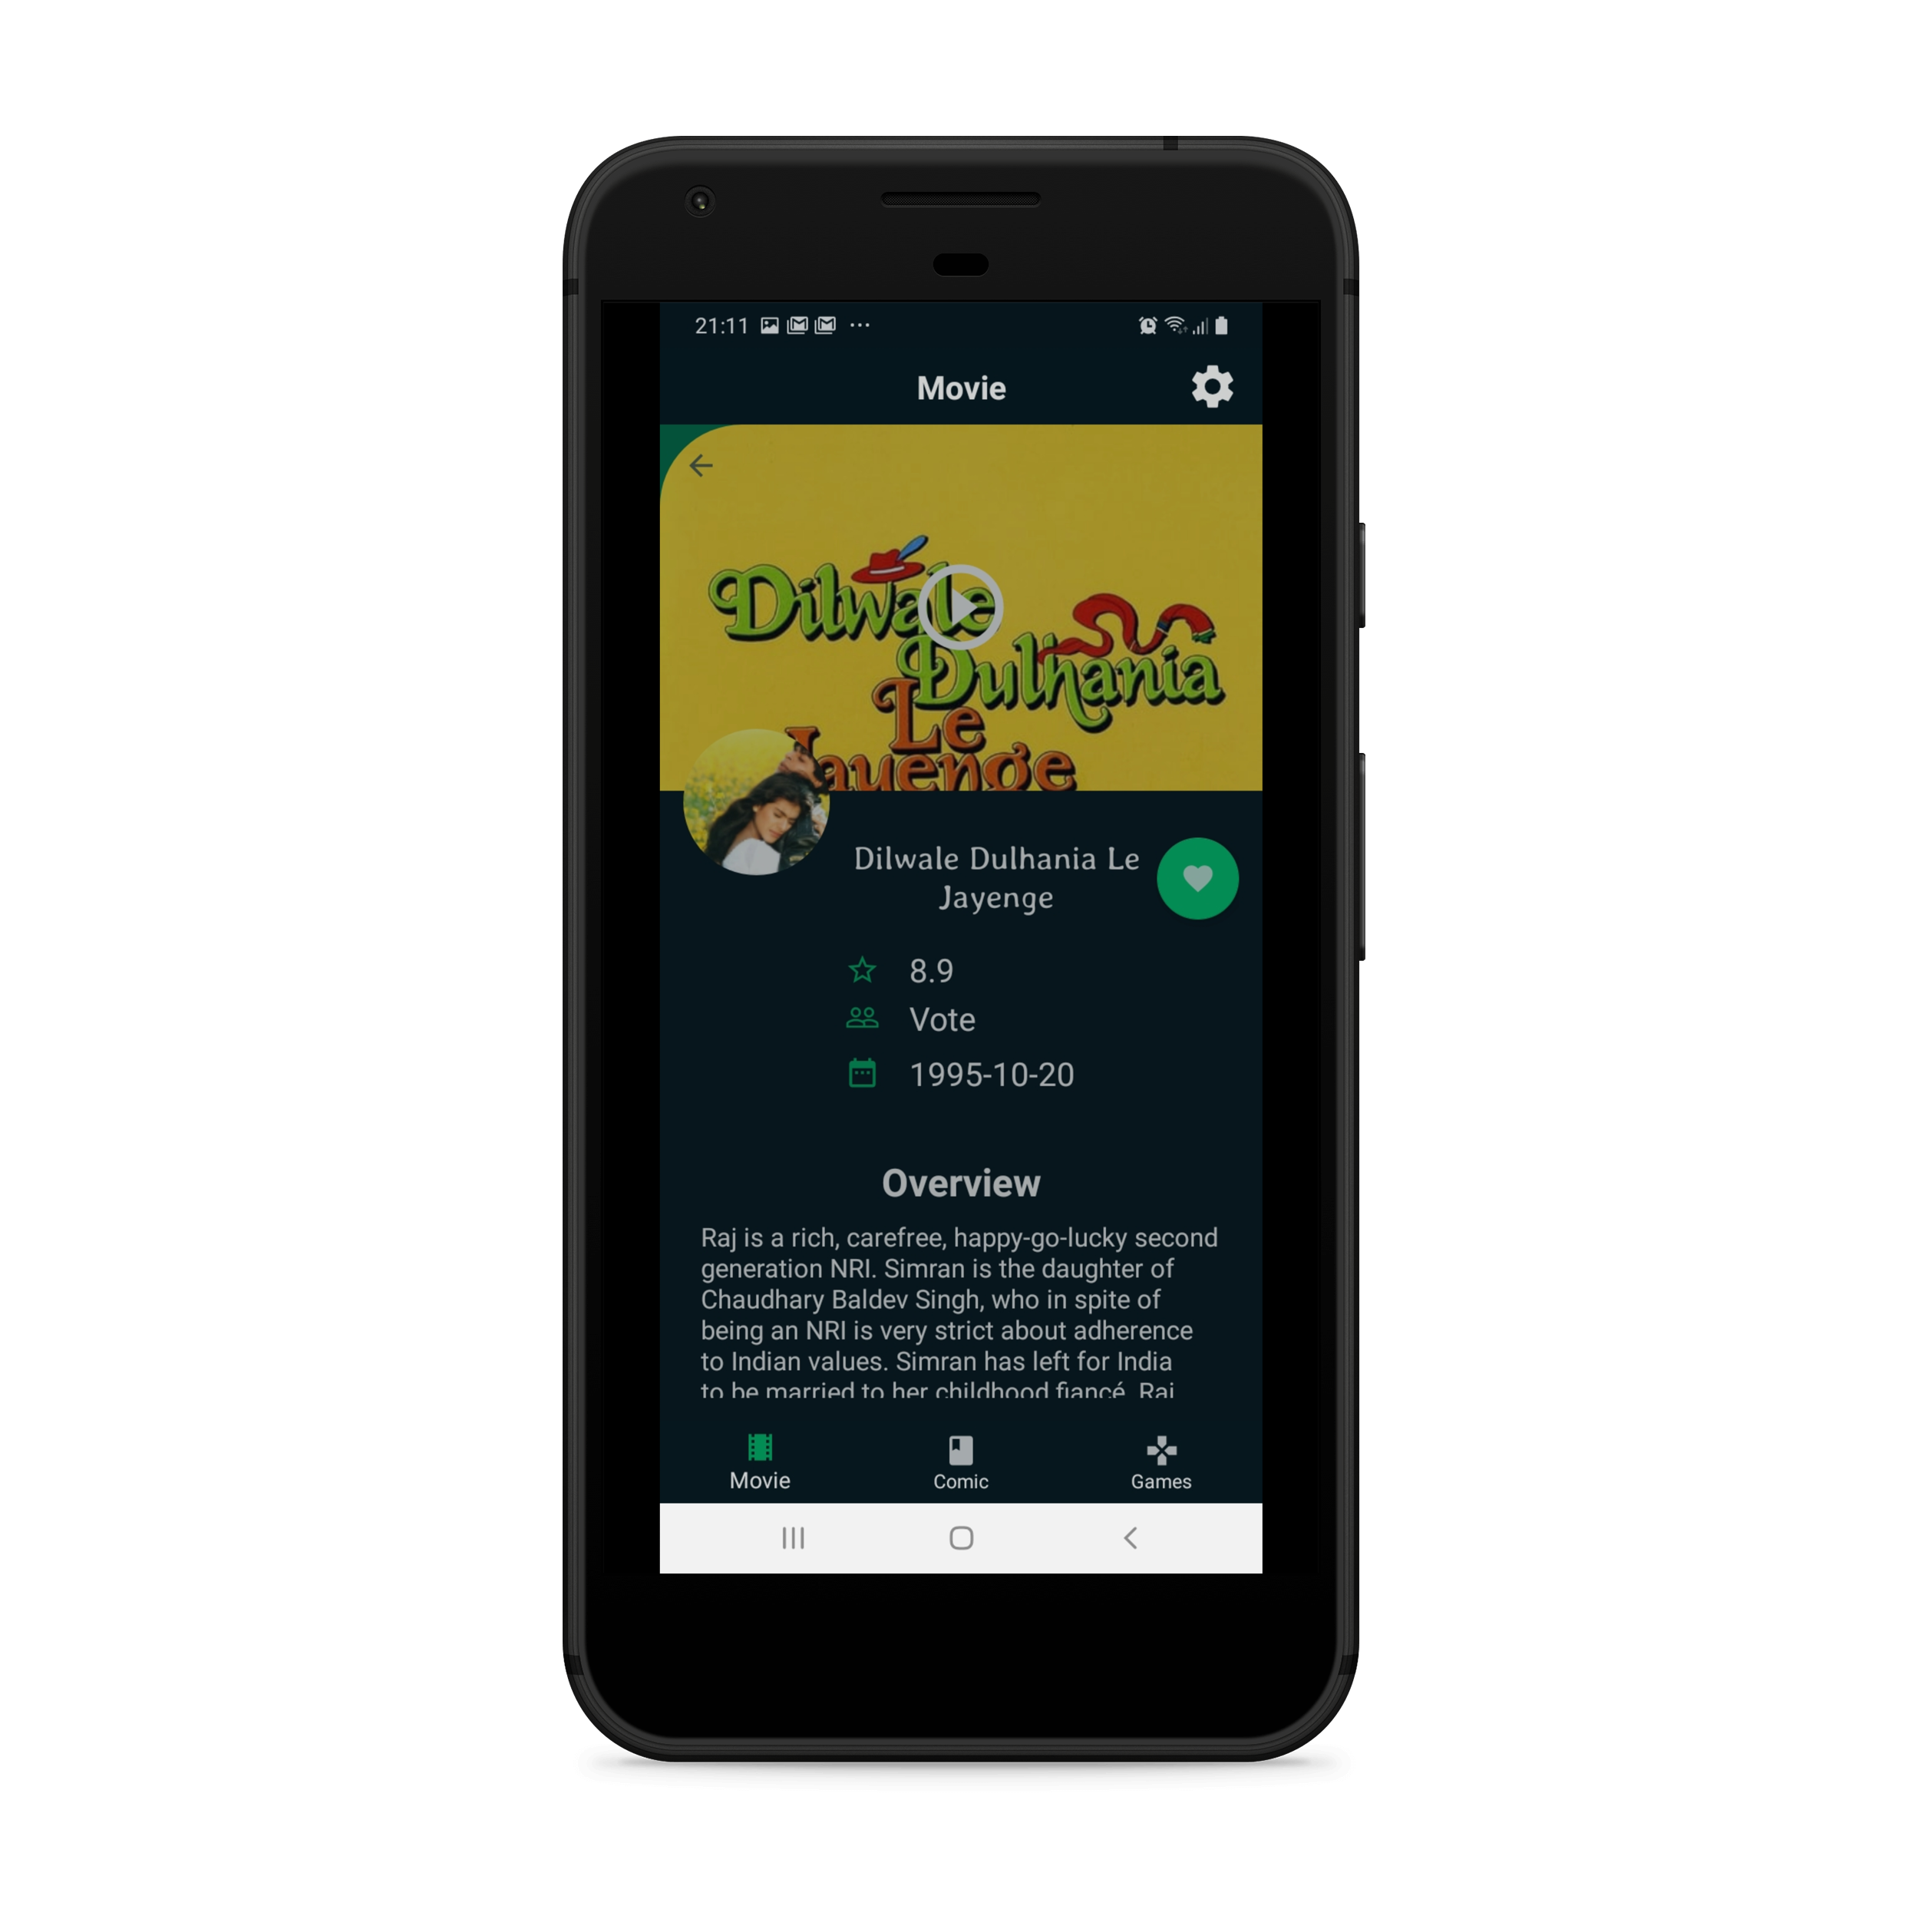 21:11
Movie
Dilwale
Dulhania
Le
Jayenge
Dilwale Dulhania Le
Jayenge
8.9
Vote
1995-10-20
Overview
Raj is a rich, carefree, happy-go-lucky second
generation NRI. Simran is the daughter of
Chaudhary Baldev Singh, who in spite of
being an NRI is very strict about adherence
to Indian values. Simran has left for India
to be married to her childhood fiancé. Raj
Movie
Comic
Games